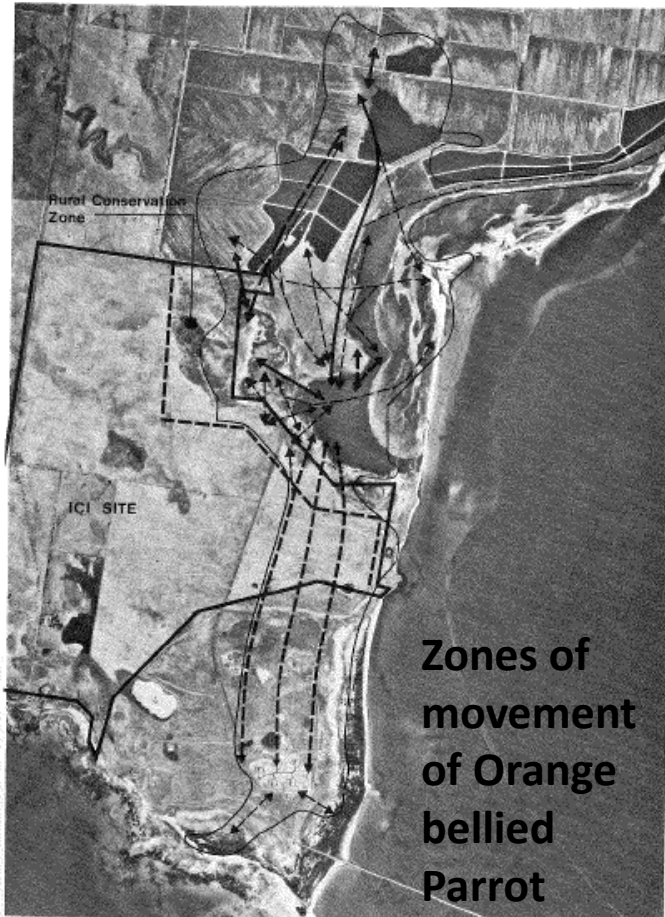 Rural Conservation
Zone
ICI SITE
Zones of
movement
of Orange
bellied
Parrot